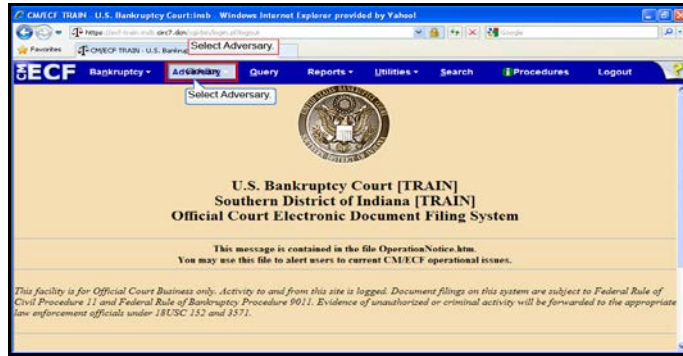 CM/ECF TRAIN - U.S. Bankruptcy Court:insb - Windows Internet Explorer provided by Yahoo!
Google
Favorites
CM/ECF TRAIN - U.S.
Select Adversary.
ECF Bankruptcy Adversary Query Reports Utilities Search Procedures Logout
Select Adversary.
U.S. Bankruptcy Court [TRAIN]
Southern District of Indiana [TRAIN]
Official Court Electronic Document Filing System
This message is contained in the file OperationNotice.htm.
You may use this file to alert users to current CM/ECF operational issues.
This facility is for Official Court Business only. Activity to and from this site is logged. Document filings on this system are subject to Federal Rule of
Civil Procedure 11 and Federal Rule of Bankruptcy Procedure 9011. Evidence of unauthorized or criminal activity will be forwarded to the appropriate
law enforcement officials under 18USC 152 and 3571.